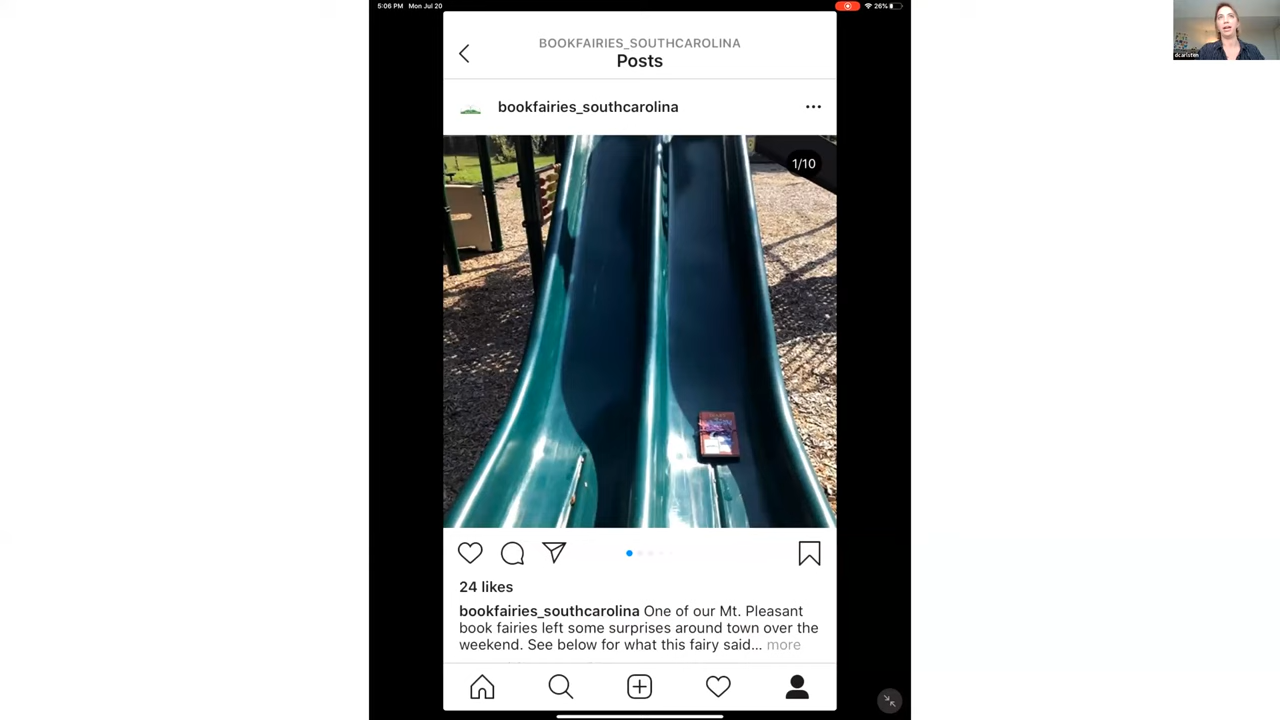 5:06 PM Mon Jul 20
26%
BOOKFAIRIES_SOUTHCAROLINA
Posts
bookfairies_southcarolina
1/10
24 likes
bookfairies_southcarolina One of our Mt. Pleasant
book fairies left some surprises around town over the
weekend. See below for what this fairy said... more
dcarlsten